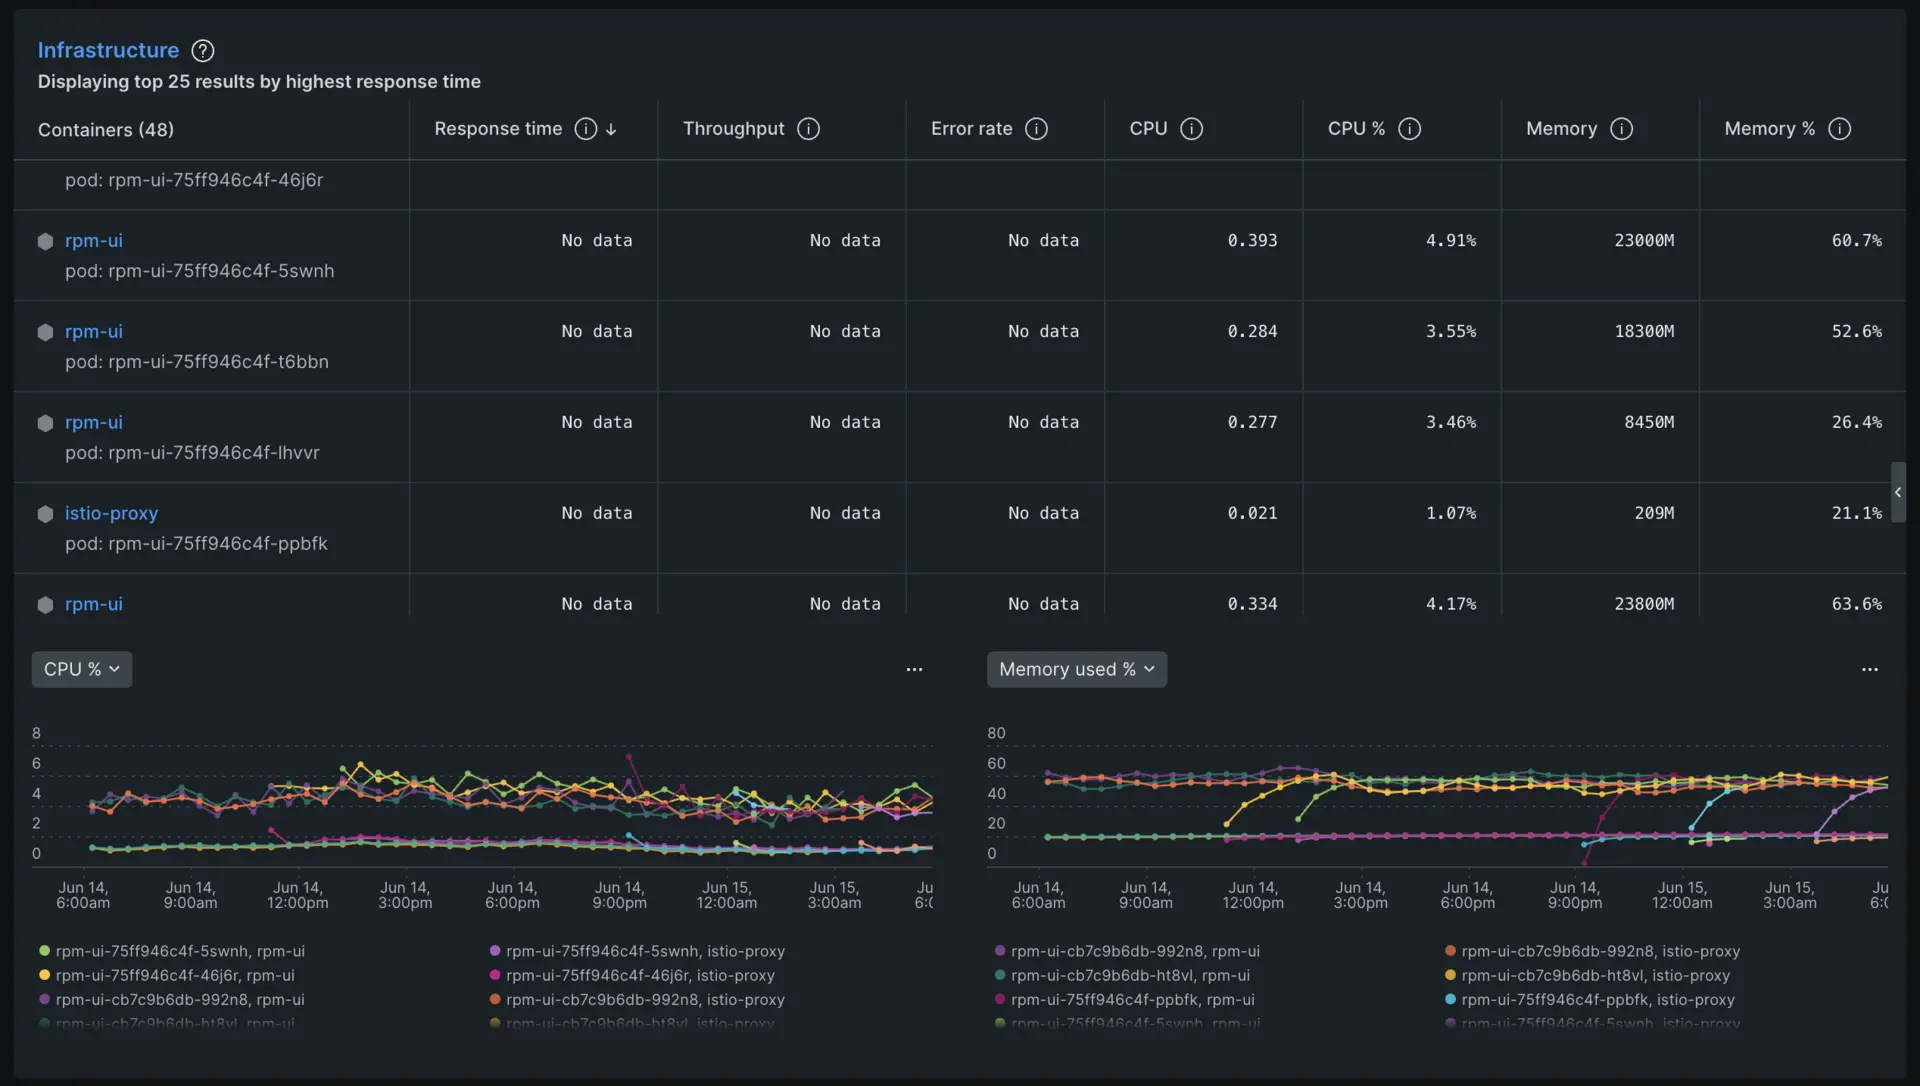 Infrastructure ?
Displaying top 25 results by highest response time
Containers (48) Response time i ↓ Throughput i Error rate i CPU i CPU % i Memory i Memory % i
pod: rpm-ui-75ff946c4f-46j6r
rpm-ui No data No data No data 0.393 4.91% 23000M 60.7%
pod: rpm-ui-75ff946c4f-5swnh
rpm-ui No data No data No data 0.284 3.55% 18300M 52.6%
pod: rpm-ui-75ff946c4f-t6bbn
rpm-ui No data No data No data 0.277 3.46% 8450M 26.4%
pod: rpm-ui-75ff946c4f-lhvvr
istio-proxy No data No data No data 0.021 1.07% 209M 21.1%
pod: rpm-ui-75ff946c4f-ppbfk
rpm-ui No data No data No data 0.334 4.17% 23800M 63.6%
CPU %
8
6
4
2
0
Jun 14, Jun 14, Jun 14, Jun 14, Jun 14, Jun 14, Jun 15, Jun 15, Ju
6:00am 9:00am 12:00pm 3:00pm 6:00pm 9:00pm 12:00am 3:00am 6:0
rpm-ui-75ff946c4f-5swnh, rpm-ui rpm-ui-75ff946c4f-5swnh, istio-proxy
rpm-ui-75ff946c4f-46j6r, rpm-ui rpm-ui-75ff946c4f-46j6r, istio-proxy
rpm-ui-cb7c9b6db-992n8, rpm-ui rpm-ui-cb7c9b6db-992n8, istio-proxy
rpm-ui-cb7c9b6db-ht8vl, rpm-ui rpm-ui-cb7c9b6db-ht8vl, istio-proxy
Memory used %
80
60
40
20
0
Jun 14, Jun 14, Jun 14, Jun 14, Jun 14, Jun 14, Jun 15, Jun 15, Ju
6:00am 9:00am 12:00pm 3:00pm 6:00pm 9:00pm 12:00am 3:00am 6:0
rpm-ui-cb7c9b6db-992n8, rpm-ui rpm-ui-cb7c9b6db-992n8, istio-proxy
rpm-ui-cb7c9b6db-ht8vl, rpm-ui rpm-ui-cb7c9b6db-ht8vl, istio-proxy
rpm-ui-75ff946c4f-ppbfk, rpm-ui rpm-ui-75ff946c4f-ppbfk, istio-proxy
rpm-ui-75ff946c4f-5swnh, rpm-ui rpm-ui-75ff946c4f-5swnh, istio-proxy